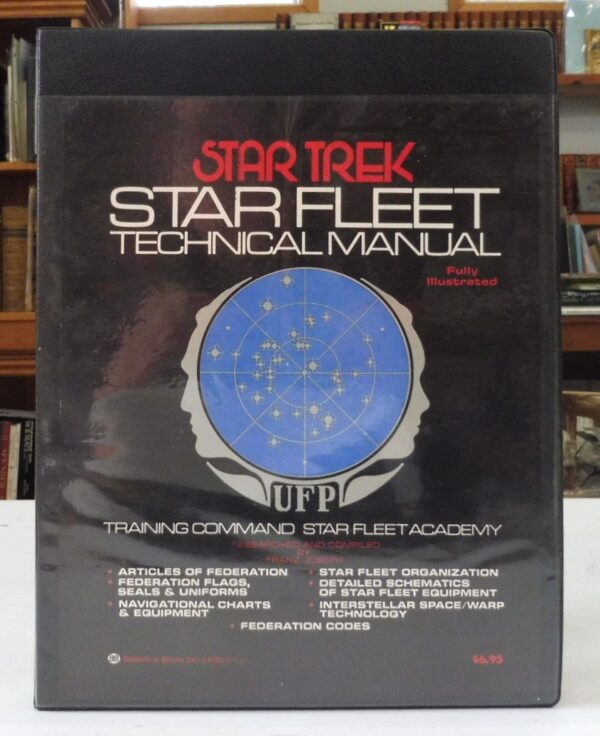 STAR TREK
STAR FLEET
TECHNICAL MANUAL
Fully
Illustrated
UFP
TRAINING COMMAND STAR FLEET ACADEMY
RESEARCHED AND COMPILED
BY
FRANZ JOSEPH
• ARTICLES OF FEDERATION
• FEDERATION FLAGS,
SEALS & UNIFORMS
• NAVIGATIONAL CHARTS
& EQUIPMENT
• STAR FLEET ORGANIZATION
• DETAILED SCHEMATICS
OF STAR FLEET EQUIPMENT
• INTERSTELLAR SPACE/WARP
TECHNOLOGY
• FEDERATION CODES
Ballantine Books
$6.95